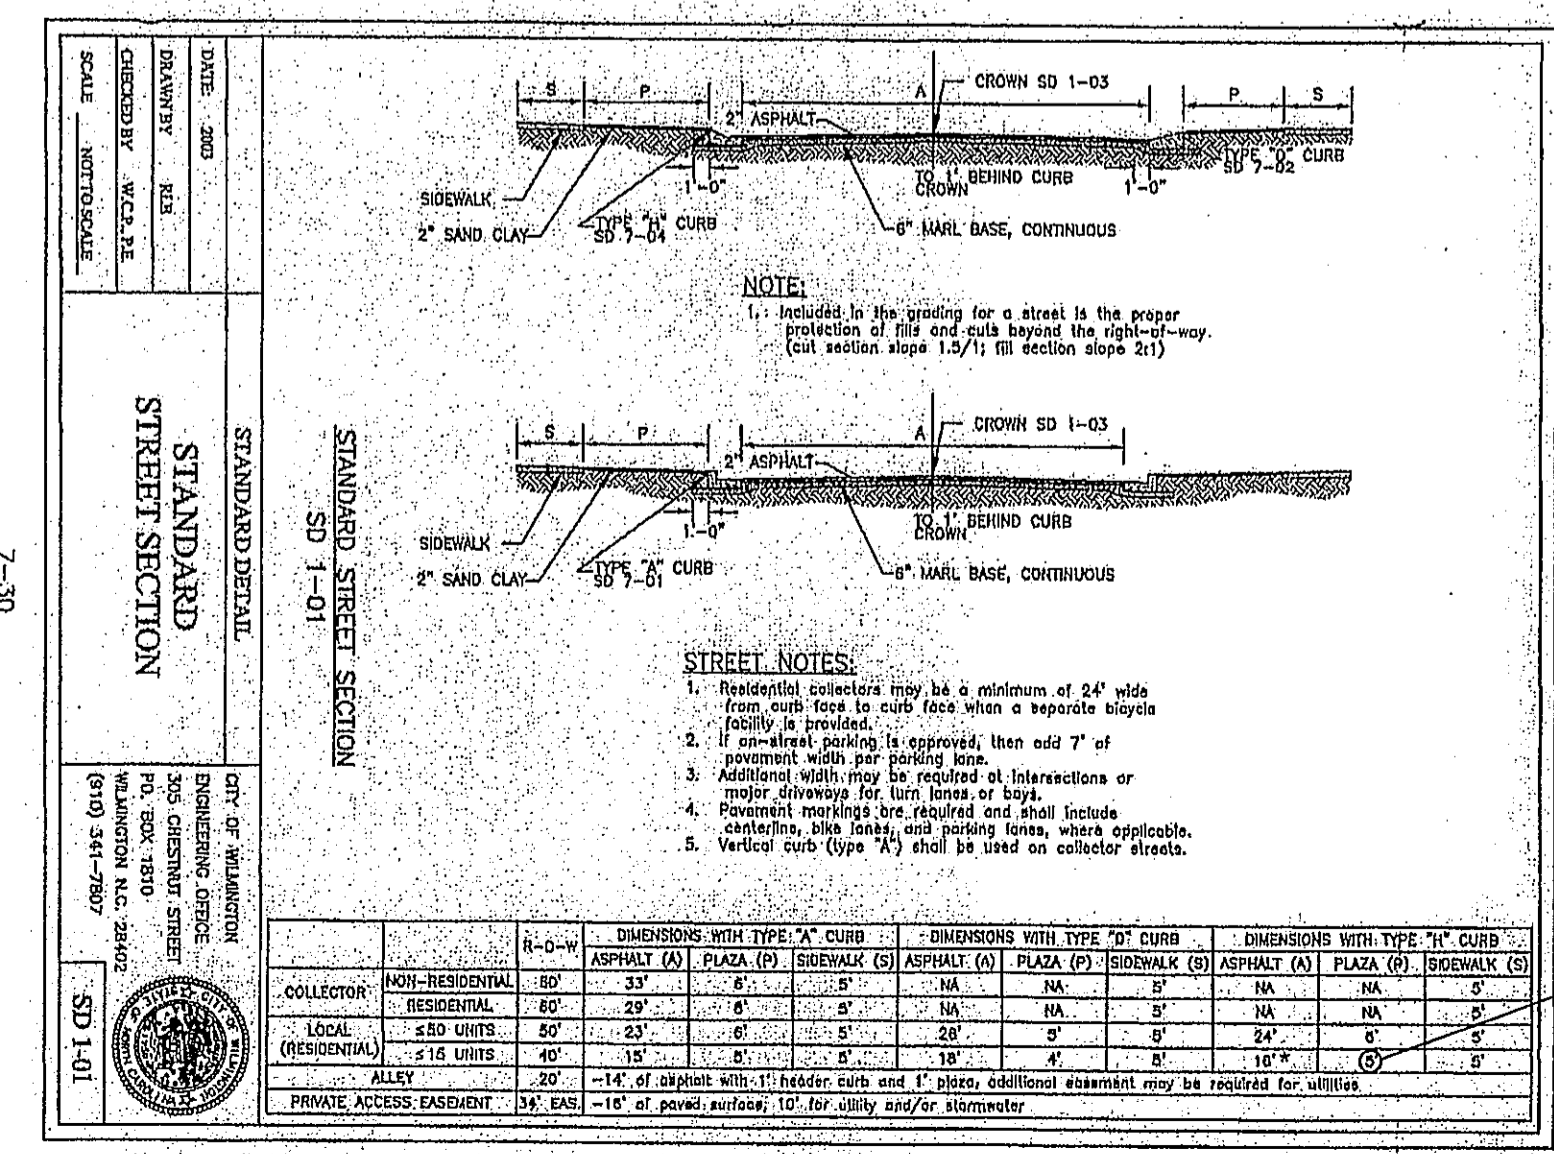 S P A P S
CROWN SD 1-03
2" ASPHALT
TYPE "D" CURB
SD 7-02
TO 1' BEHIND CURB
CROWN
1'-0" 1'-0"
SIDEWALK
2" SAND CLAY
TYPE "H" CURB
SD 7-04
6" MARL BASE, CONTINUOUS
NOTE:
1. Included in the grading for a street is the proper
protection of fills and cuts beyond the right-of-way.
(cut section slope 1.5/1; fill section slope 2:1)
S P A
CROWN SD 1-03
2" ASPHALT
TO 1' BEHIND CURB
CROWN
1'-0"
SIDEWALK
2" SAND CLAY
TYPE "A" CURB
SD 7-01
6" MARL BASE, CONTINUOUS
STREET NOTES:
1. Residential collectors may be a minimum of 24' wide
from curb face to curb face when a separate bicycle
facility is provided.
2. If on-street parking is approved, then add 7' of
pavement width per parking lane.
3. Additional width may be required at intersections or
major driveways for turn lanes or bays.
4. Pavement markings are required and shall include
centerline, bike lanes, and parking lanes, where applicable.
5. Vertical curb (type "A") shall be used on collector streets.
R-O-W DIMENSIONS WITH TYPE "A" CURB DIMENSIONS WITH TYPE "D" CURB DIMENSIONS WITH TYPE "H" CURB
ASPHALT (A) PLAZA (P) SIDEWALK (S) ASPHALT (A) PLAZA (P) SIDEWALK (S) ASPHALT (A) PLAZA (P) SIDEWALK (S)
COLLECTOR NON-RESIDENTIAL 60' 33' 6' 5' NA NA 5' NA NA 5'
RESIDENTIAL 60' 29' 6' 5' NA NA 5' NA NA 5'
LOCAL (RESIDENTIAL) ≤50 UNITS 50' 23' 6' 5' 26' 5' 5' 24' 6' 5'
≤15 UNITS 40' 15' 5' 5' 18' 4' 5' 16'* 5' 5'
ALLEY 20' -14' of asphalt with 1' header curb and 1' plaza, additional easment may be required for utilities
PRIVATE ACCESS EASEMENT 34' EAS. -16' of paved surface; 10' for utility and/or stormwater
STANDARD STREET SECTION
SD 1-01
DATE 2003
DRAWN BY
CHECKED BY W.C.P., P.E.
SCALE NOT TO SCALE
STANDARD DETAIL
STANDARD
STREET SECTION
CITY OF WILMINGTON
ENGINEERING OFFICE
305 CHESTNUT STREET
PO. BOX 1810
WILMINGTON N.C. 28402
(910) 341-7807
CITY OF WILMINGTON
STATE OF NORTH CAROLINA
SD 1-01
7-30